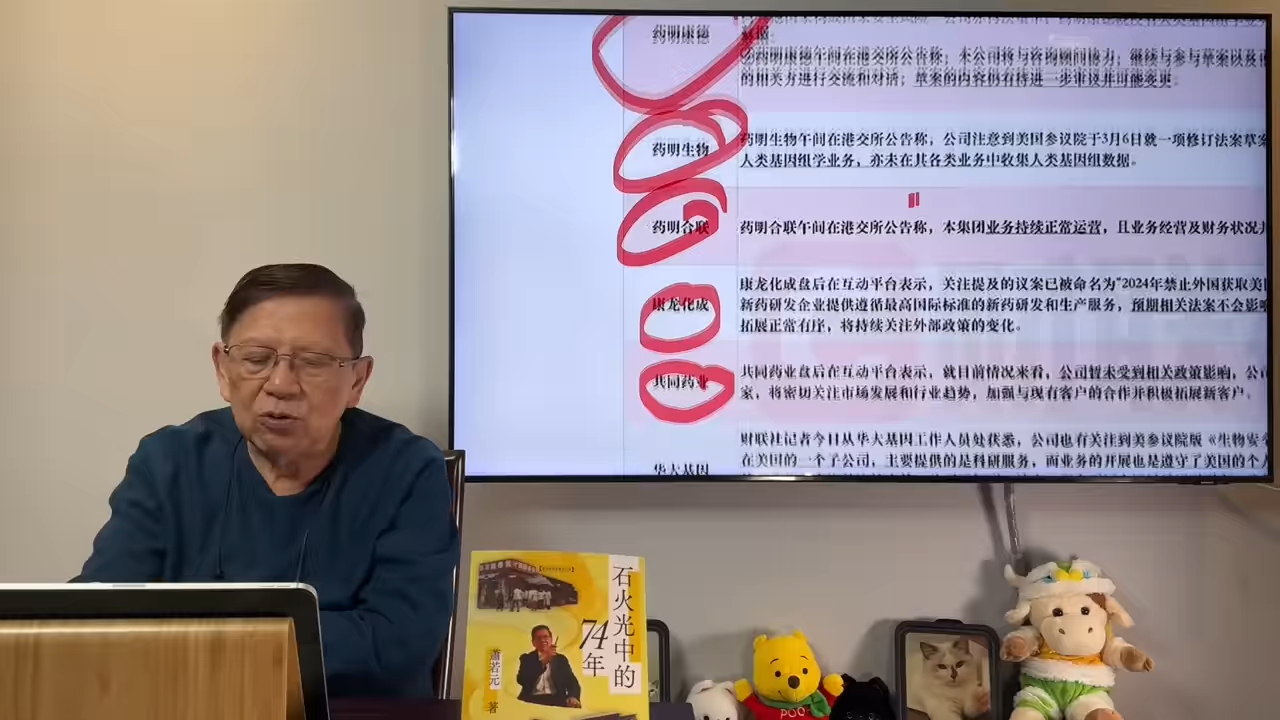 药明康德
数据。
②药明康德午间在港交所公告称，本公司将与咨询顾问协力，继续与参与草案以及
的相关方进行交流和对话；草案的内容仍有待进一步审议并可能变更。
药明生物
药明生物午间在港交所公告称，公司注意到美国参议院于3月6日就一项修订法案草案
人类基因组学业务，亦未在其各类业务中收集人类基因组数据。
药明合联
药明合联午间在港交所公告称，本集团业务持续正常运营，且业务经营及财务状况
康龙化成
康龙化成盘后在互动平台表示，关注提及的议案已被命名为“2024年禁止外国获取美国
新药研发企业提供遵循最高国际标准的新药研发和生产服务，预期相关法案不会影响
拓展正常有序，将持续关注外部政策的变化。
共同药业
共同药业盘后在互动平台表示，就目前情况来看，公司暂未受到相关政策影响，公
家，将密切关注市场发展和行业趋势，加强与现有客户的合作并积极拓展新客户。
华大基因
财联社记者今日从华大基因工作人员处获悉，公司也有关注到美参议院版《生物安全
在美国的一个子公司，主要提供的是科研服务，而业务的开展也是遵守了美国的个人
石火光中的
74年
蕭若元 著
POOH